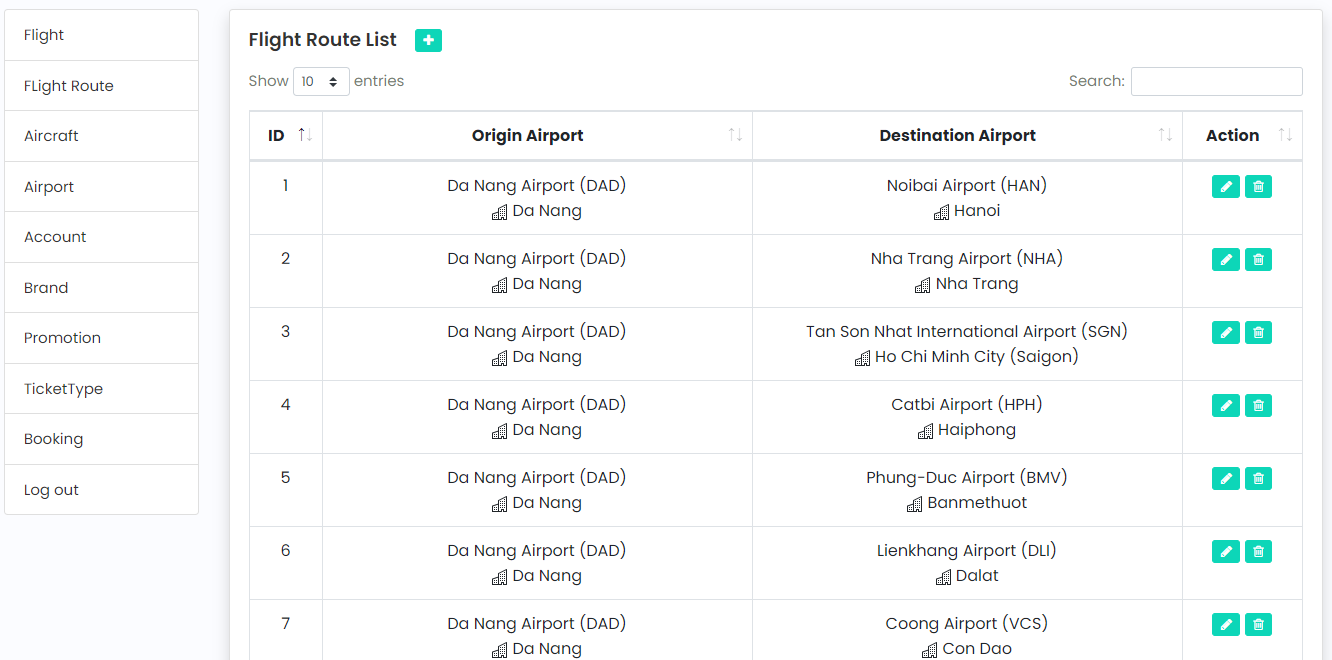 Flight
FLight Route
Aircraft
Airport
Account
Brand
Promotion
TicketType
Booking
Log out
Flight Route List
Show 10 entries
Search:
ID Origin Airport Destination Airport Action
1 Da Nang Airport (DAD) Noibai Airport (HAN)
Da Nang Hanoi
2 Da Nang Airport (DAD) Nha Trang Airport (NHA)
Da Nang Nha Trang
3 Da Nang Airport (DAD) Tan Son Nhat International Airport (SGN)
Da Nang Ho Chi Minh City (Saigon)
4 Da Nang Airport (DAD) Catbi Airport (HPH)
Da Nang Haiphong
5 Da Nang Airport (DAD) Phung-Duc Airport (BMV)
Da Nang Banmethuot
6 Da Nang Airport (DAD) Lienkhang Airport (DLI)
Da Nang Dalat
7 Da Nang Airport (DAD) Coong Airport (VCS)
Da Nang Con Dao